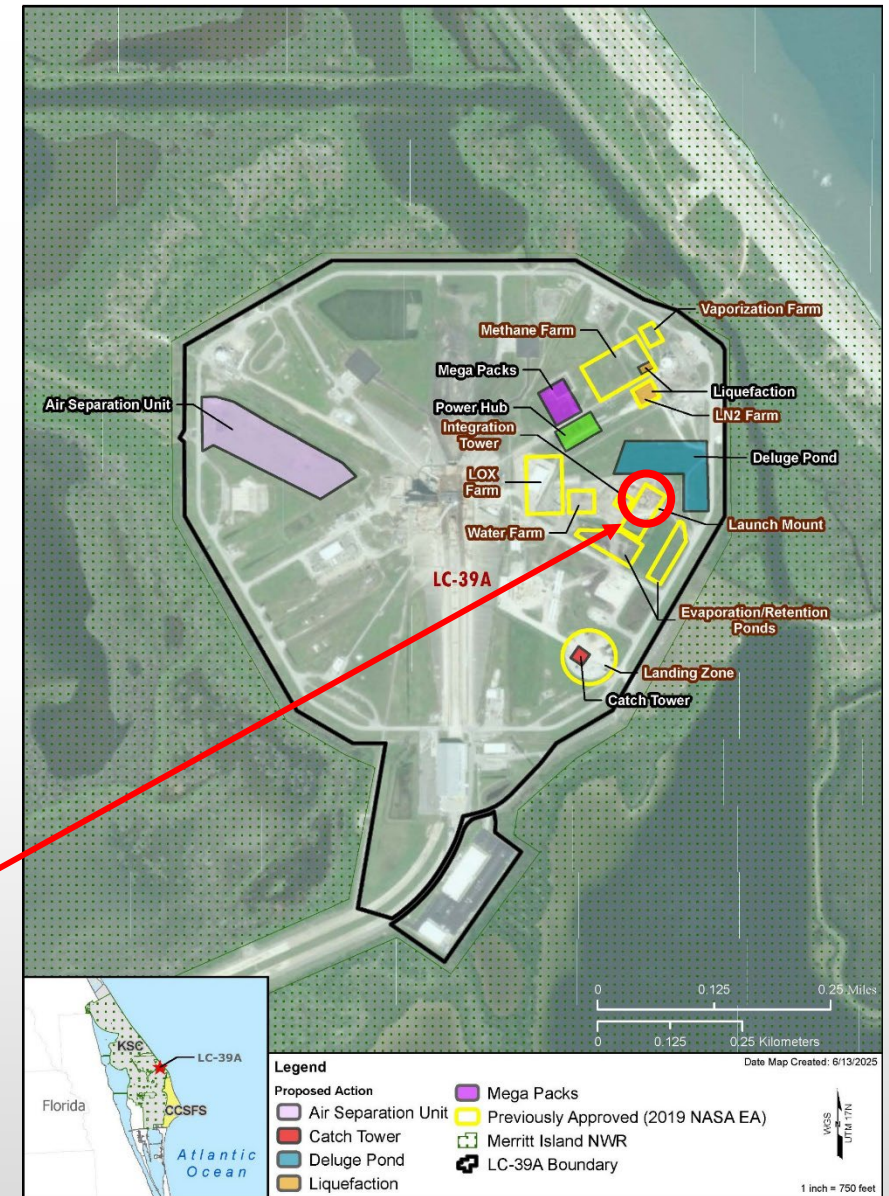 Vaporization Farm
Methane Farm
Mega Packs
Liquefaction
Air Separation Unit
Power Hub
LN2 Farm
Integration
Tower
Deluge Pond
LOX
Farm
Launch Mount
Water Farm
LC-39A
Evaporation/Retention
Ponds
Landing Zone
Catch Tower
0 0.125 0.25 Miles
0 0.125 0.25 Kilometers
KSC
LC-39A
CCSFS
Florida
Atlantic
Ocean
Date Map Created: 6/13/2025
Legend
Proposed Action
Air Separation Unit
Catch Tower
Deluge Pond
Liquefaction
Mega Packs
Previously Approved (2019 NASA EA)
Merritt Island NWR
LC-39A Boundary
WGS
UTM 17N
1 inch = 750 feet